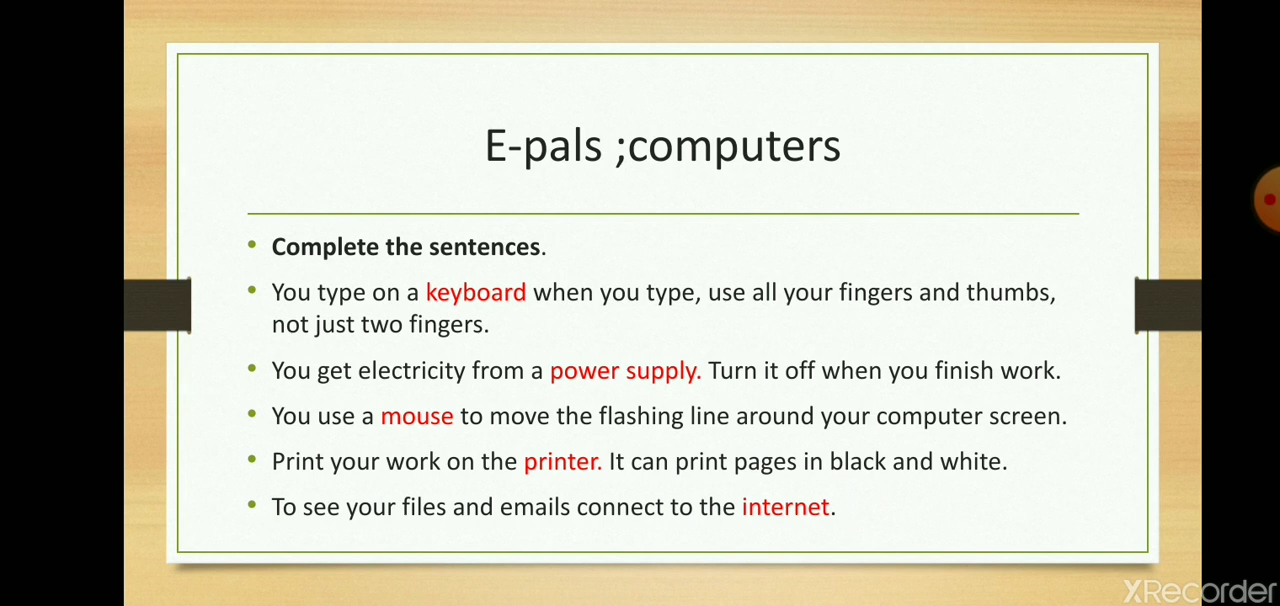 E-pals ;computers
Complete the sentences.
You type on a keyboard when you type, use all your fingers and thumbs,
not just two fingers.
You get electricity from a power supply. Turn it off when you finish work.
You use a mouse to move the flashing line around your computer screen.
Print your work on the printer. It can print pages in black and white.
To see your files and emails connect to the internet.
XRecorder